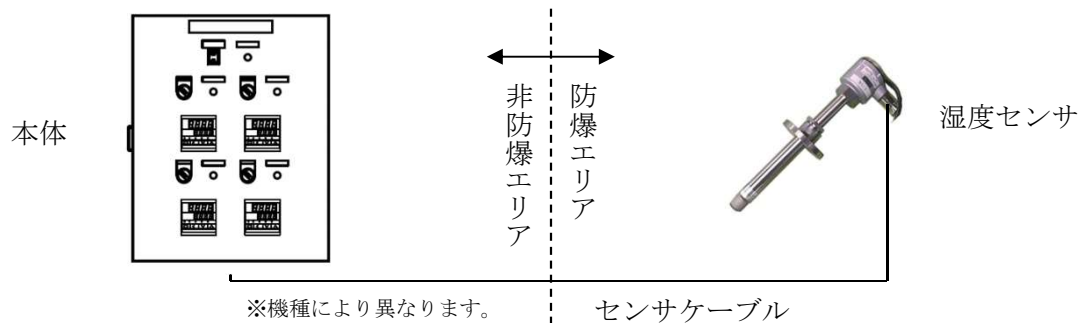 本体
非防爆エリア
防爆エリア
湿度センサ
※機種により異なります。
センサケーブル